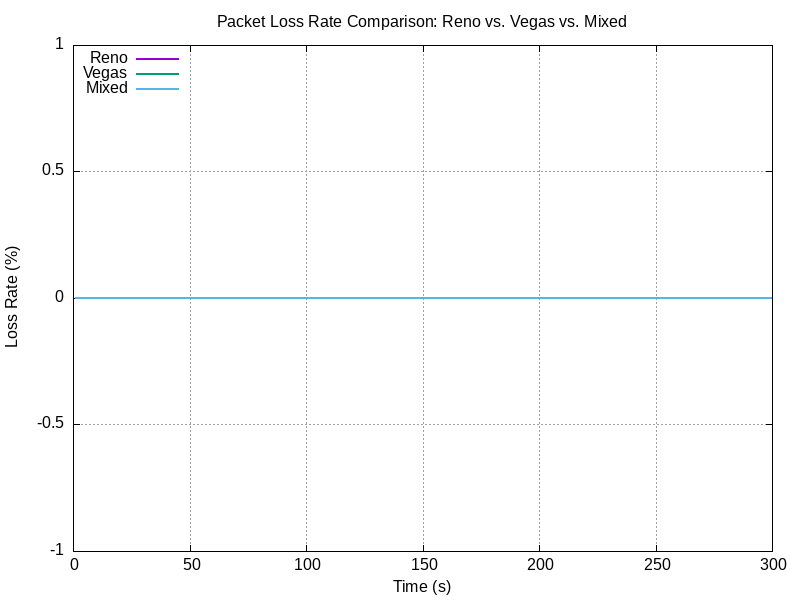 Packet Loss Rate Comparison: Reno vs. Vegas vs. Mixed
1
Reno
Vegas
Mixed
0.5
Loss Rate (%)
0
-0.5
-1
0 50 100 150 200 250 300
Time (s)